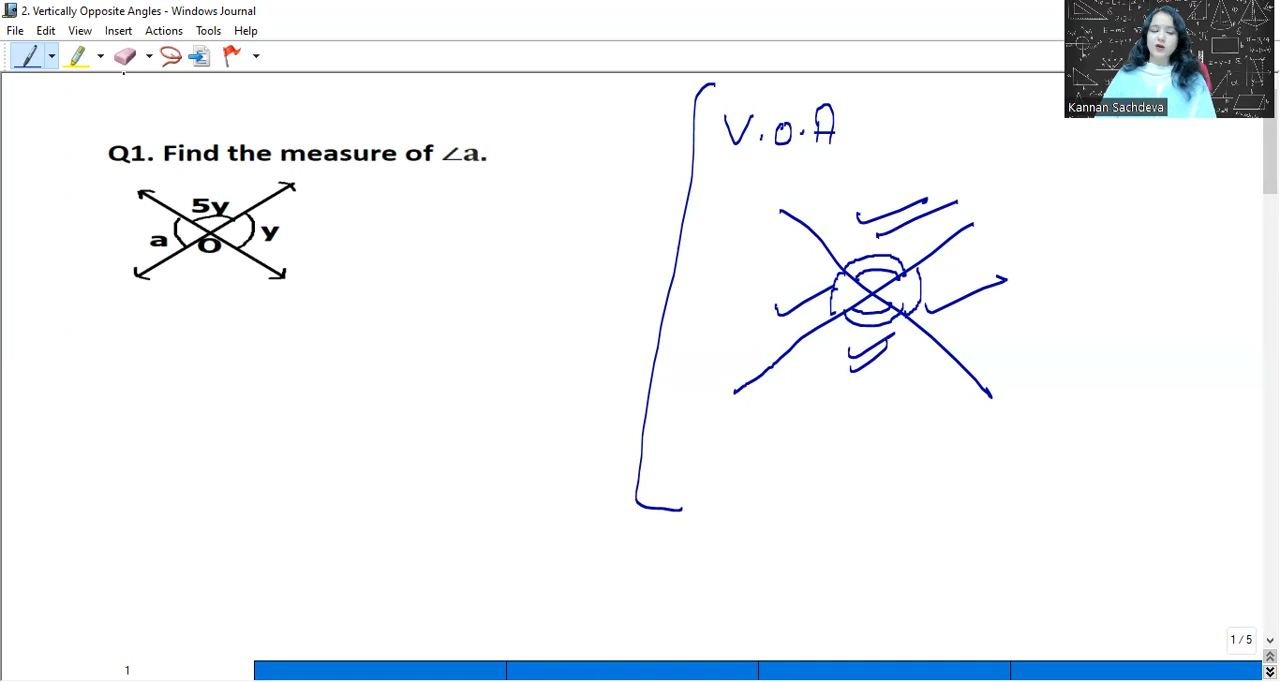 2. Vertically Opposite Angles - Windows Journal
File Edit View Insert Actions Tools Help
Kannan Sachdeva
V.O.A
Q1. Find the measure of ∠a.
5y
a
y
O
1 / 5
1